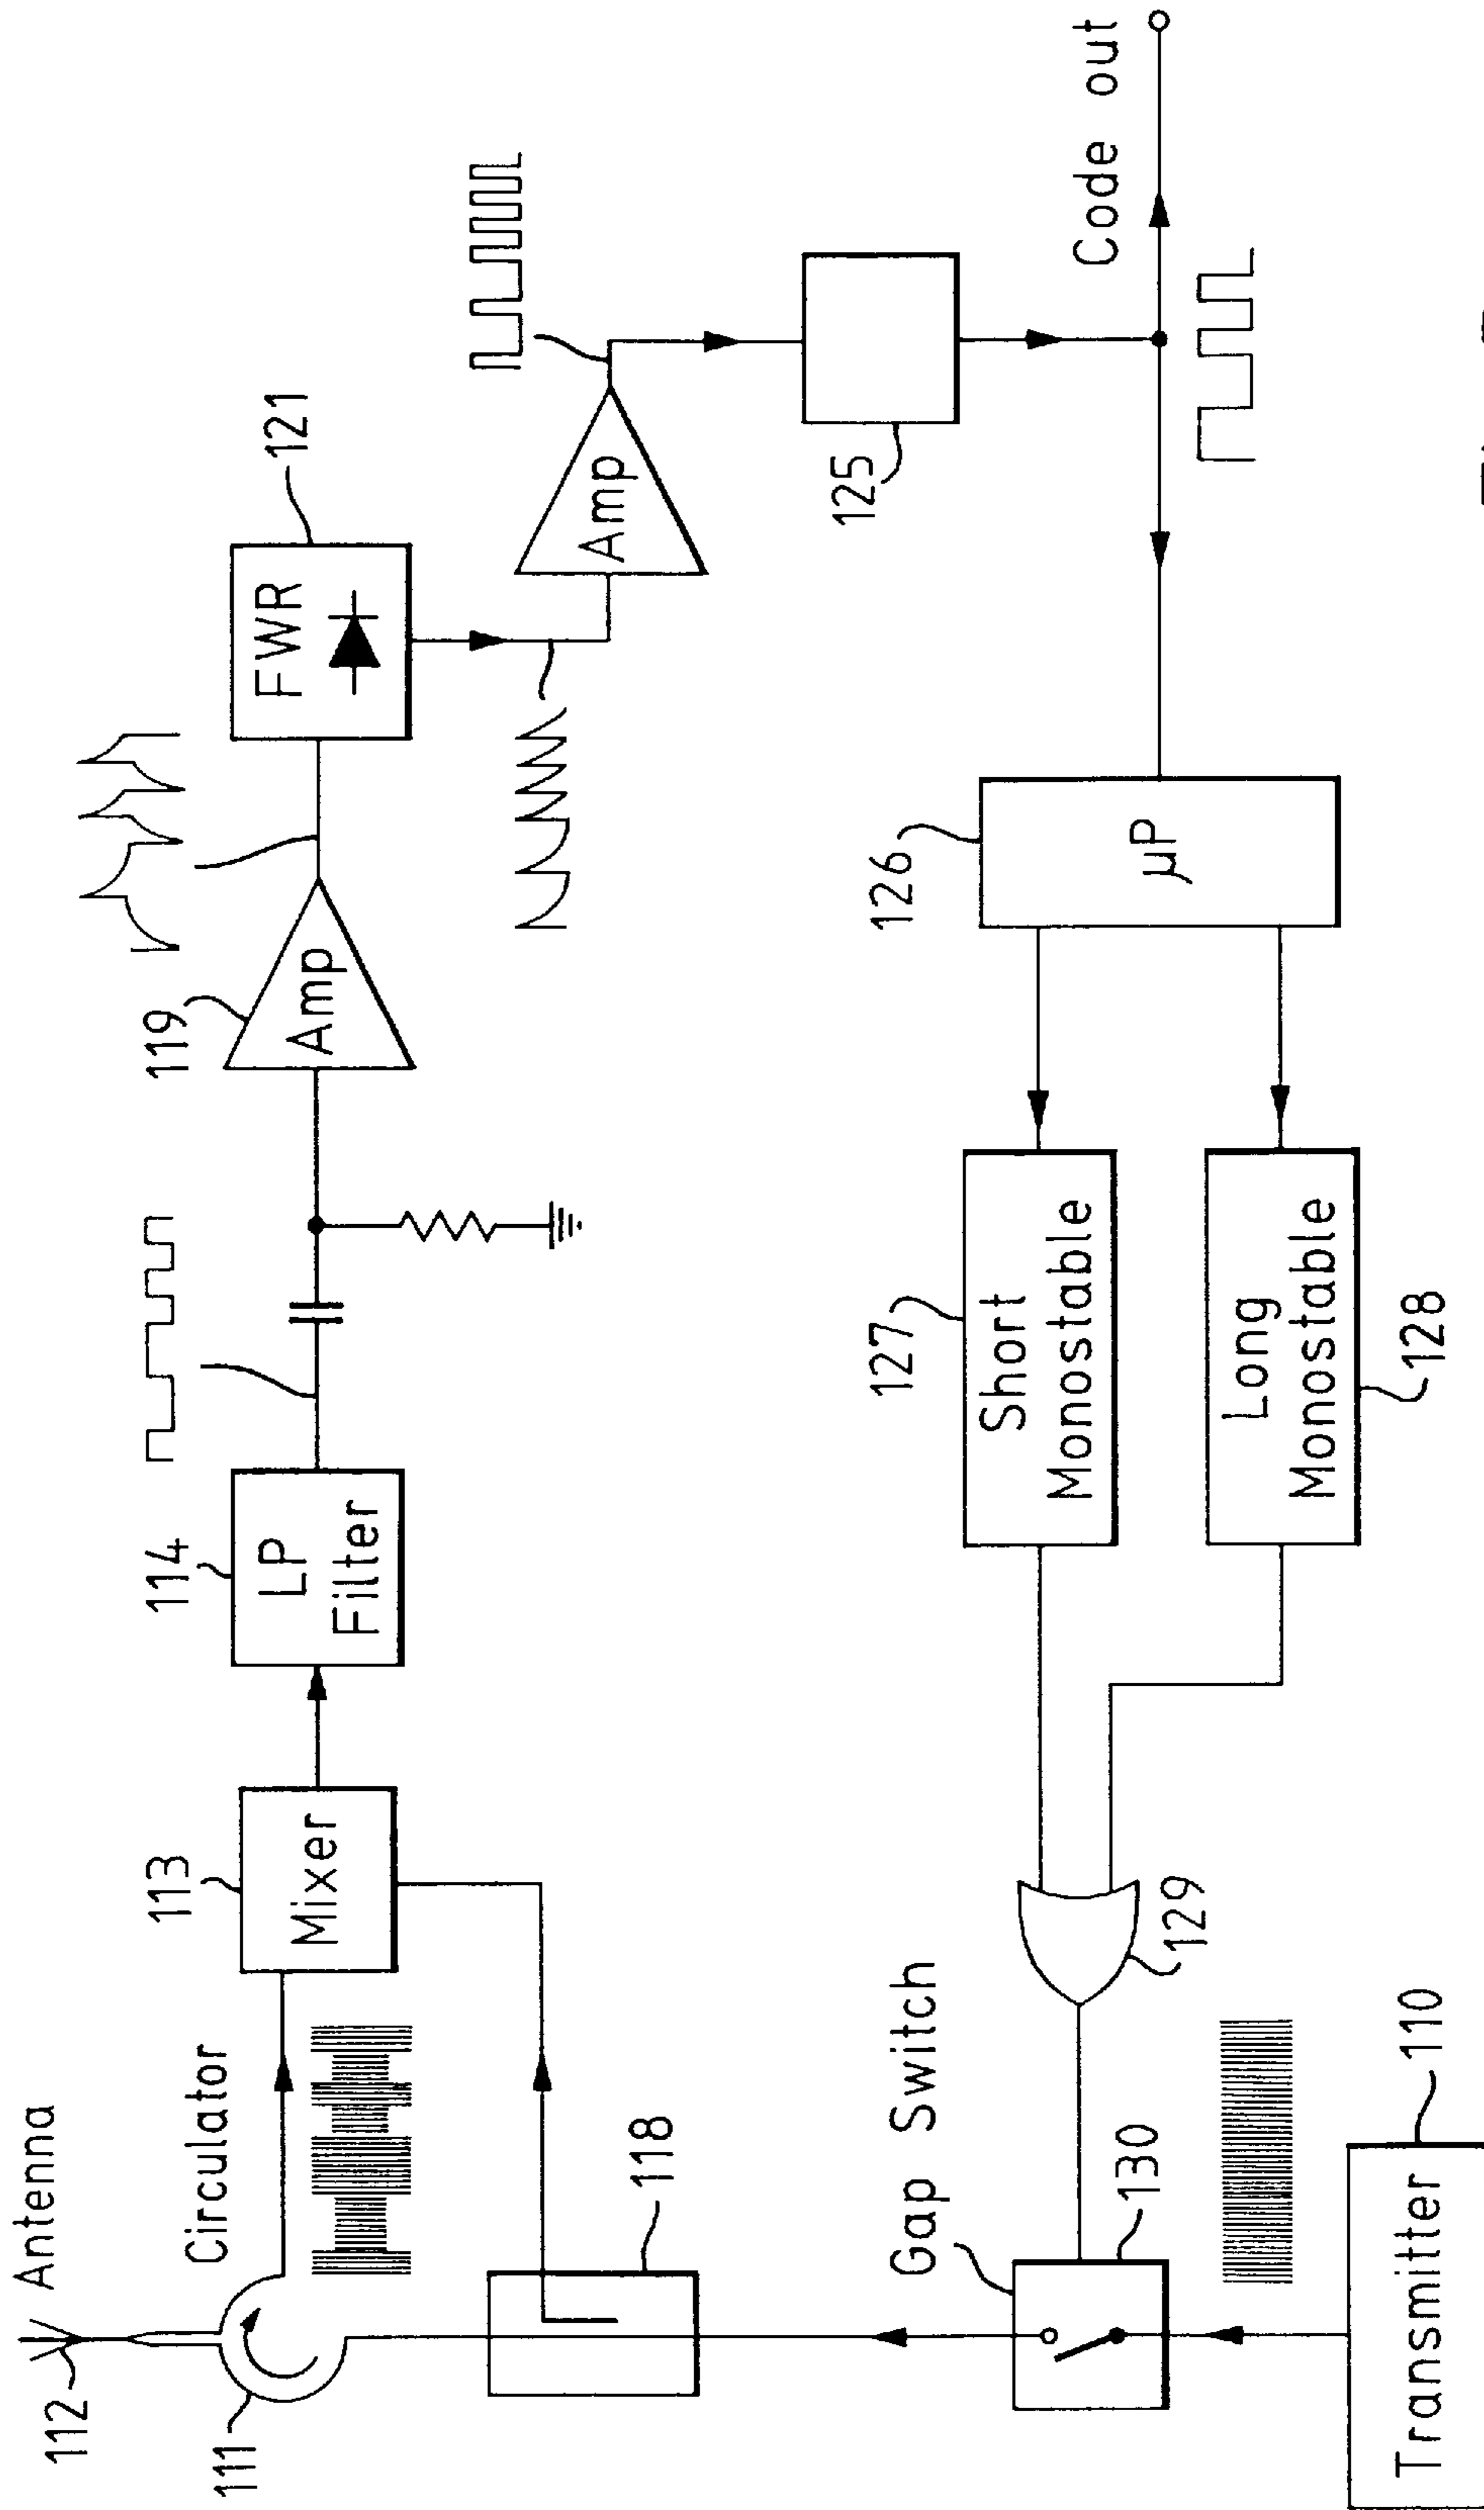 112
Antenna
111
Circulator
113
Mixer
114
LP
Filter
119
Amp
FWR
121
Amp
118
125
Code out
Gap Switch
130
129
127
Short
Monostable
Long
Monostable
128
126
μP
Transmitter
110